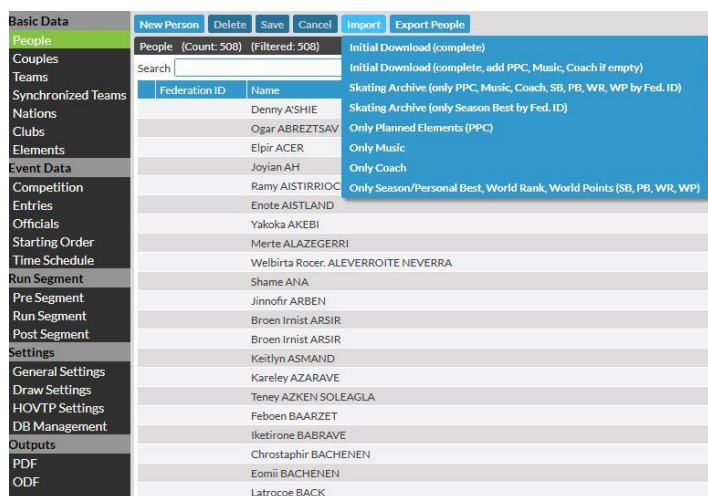 Basic Data
People
Couples
Teams
Synchronized Teams
Nations
Clubs
Elements
Event Data
Competition
Entries
Officials
Starting Order
Time Schedule
Run Segment
Pre Segment
Run Segment
Post Segment
Settings
General Settings
Draw Settings
HOVTP Settings
DB Management
Outputs
PDF
ODF
New Person Delete Save Cancel Import Export People
People (Count: 508) (Filtered: 508)
Search
Federation ID Name
Denny A'SHIE
Ogar ABREZTSAV
Elpir ACER
Joyian AH
Ramy AISTIRRIOC
Enote AISTLAND
Yakoka AKEBI
Merte ALAZEGERRI
Welbirta Rocer. ALEVERROITE NEVERRA
Shame ANA
Jinnofir ARBEN
Broen Irnist ARSIR
Broen Irnist ARSIR
Keitlyn ASMAND
Kareley AZARAVE
Teney AZKEN SOLEAGLA
Feboen BAARZET
Iketirone BABRAVE
Chrostaphir BACHENEN
Eomii BACHENEN
Latrocoe BACK
Initial Download (complete)
Initial Download (complete, add PPC, Music, Coach if empty)
Skating Archive (only PPC, Music, Coach, SB, PB, WR, WP by Fed. ID)
Skating Archive (only Season Best by Fed. ID)
Only Planned Elements (PPC)
Only Music
Only Coach
Only Season/Personal Best, World Rank, World Points (SB, PB, WR, WP)